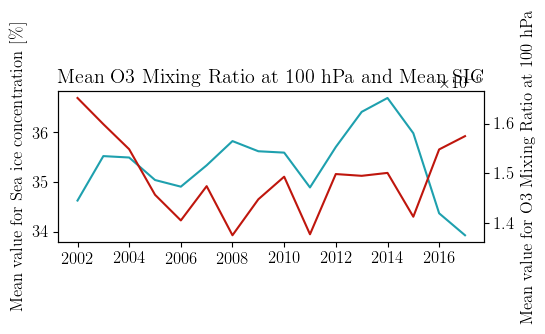 Mean O3 Mixing Ratio at 100 hPa and Mean SIC
Mean value for Sea ice concentration [%]
36
35
34
2002 2004 2006 2008 2010 2012 2014 2016
1.6
1.5
1.4
Mean value for O3 Mixing Ratio at 100 hPa